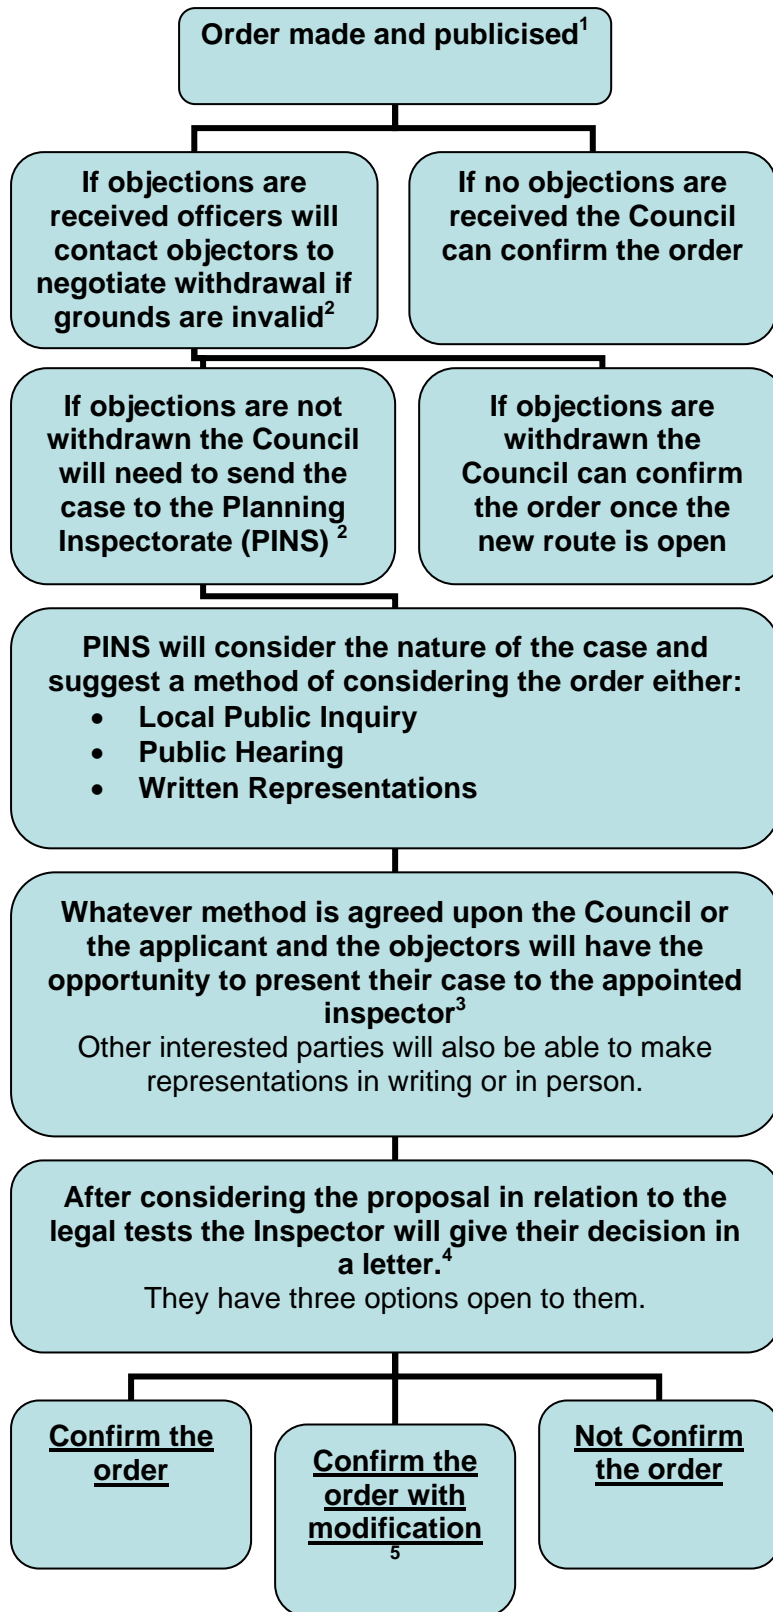 Order made and publicised¹
If objections are
received officers will
contact objectors to
negotiate withdrawal if
grounds are invalid²
If no objections are
received the Council
can confirm the order
If objections are not
withdrawn the Council
will need to send the
case to the Planning
Inspectorate (PINS) ²
If objections are
withdrawn the
Council can confirm
the order once the
new route is open
PINS will consider the nature of the case and
suggest a method of considering the order either:
• Local Public Inquiry
• Public Hearing
• Written Representations
Whatever method is agreed upon the Council or
the applicant and the objectors will have the
opportunity to present their case to the appointed
inspector³
Other interested parties will also be able to make
representations in writing or in person.
After considering the proposal in relation to the
legal tests the Inspector will give their decision in
a letter.⁴
They have three options open to them.
Confirm the
order
Confirm the
order with
modification
5
Not Confirm
the order